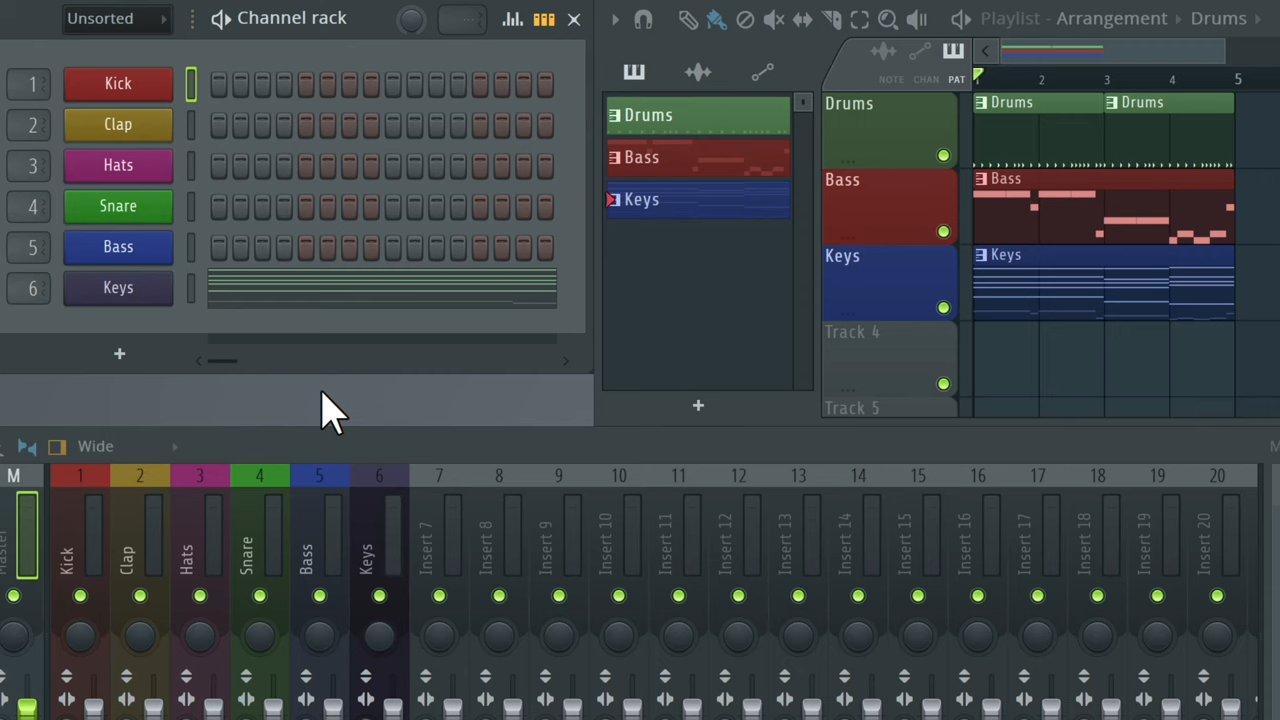 Unsorted
Channel rack
1 Kick
2 Clap
3 Hats
4 Snare
5 Bass
6 Keys
+
Drums
Bass
Keys
+
Playlist - Arrangement › Drums ›
NOTE CHAN PAT
1 2 3 4 5
Drums
Drums Drums
Bass
Bass
Keys
Keys
Track 4
Track 5
Wide
M 1 2 3 4 5 6 7 8 9 10 11 12 13 14 15 16 17 18 19 20
Master
Kick
Clap
Hats
Snare
Bass
Keys
Insert 7
Insert 8
Insert 9
Insert 10
Insert 11
Insert 12
Insert 13
Insert 14
Insert 15
Insert 16
Insert 17
Insert 18
Insert 19
Insert 20